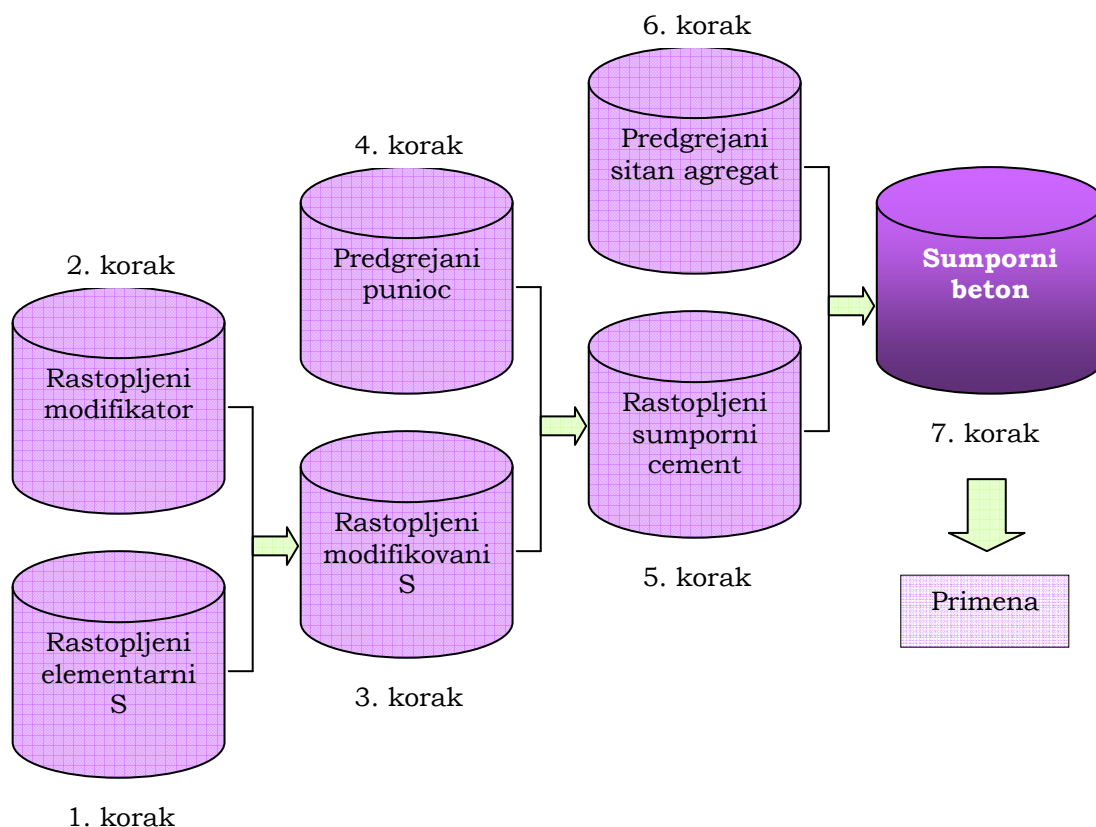 6. korak
Predgrejani
sitan agregat
4. korak
Predgrejani
punioc
Sumporni
beton
2. korak
Rastopljeni
modifikator
Rastopljeni
sumporni
cement
7. korak
Rastopljeni
modifikovani
S
5. korak
Primena
Rastopljeni
elementarni
S
3. korak
1. korak